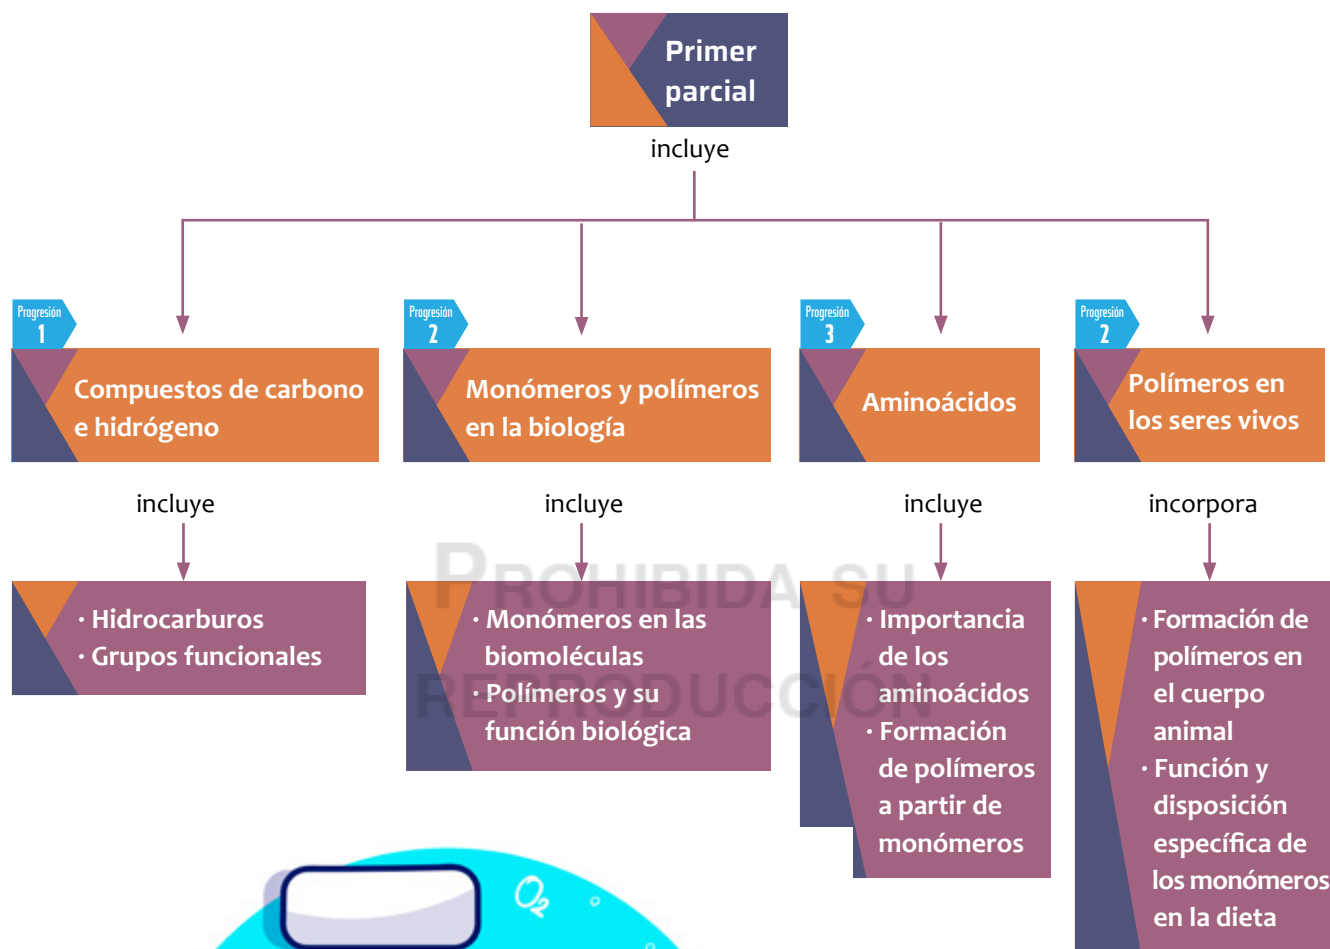 Primer
parcial
incluye
Progresión
1
Compuestos de carbono
e hidrógeno
incluye
· Hidrocarburos
· Grupos funcionales
Progresión
2
Monómeros y polímeros
en la biología
incluye
· Monómeros en las
biomoléculas
· Polímeros y su
función biológica
Progresión
3
Aminoácidos
incluye
· Importancia
de los
aminoácidos
· Formación
de polímeros
a partir de
monómeros
Progresión
2
Polímeros en
los seres vivos
incorpora
· Formación de
polímeros en
el cuerpo
animal
· Función y
disposición
específica de
los monómeros
en la dieta
PROHIBIDA SU
REPRODUCCIÓN
O2